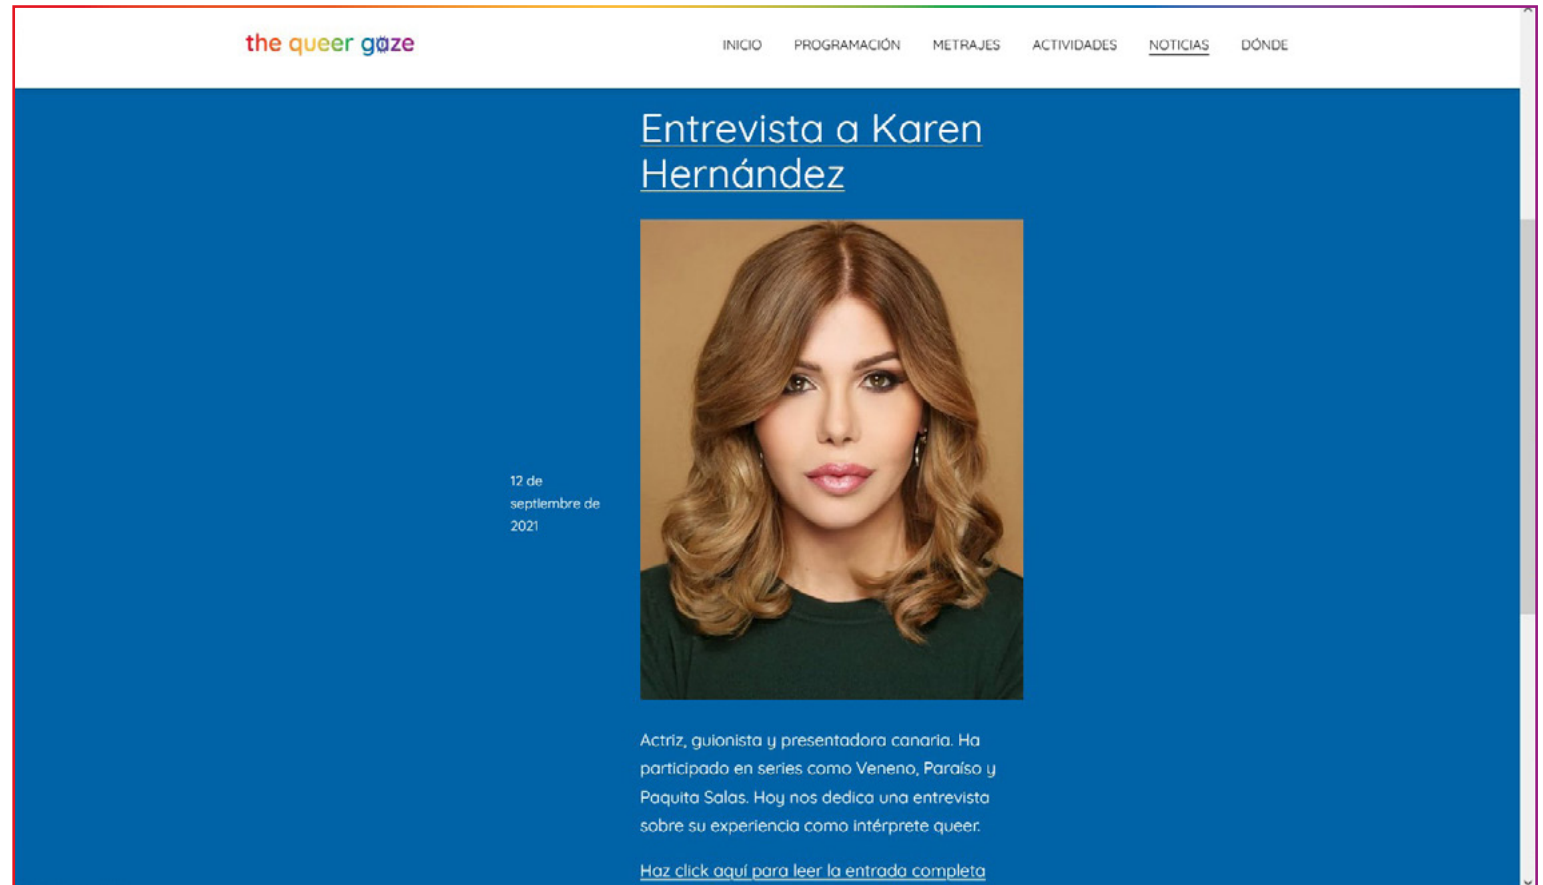 the queer gaze
INICIO PROGRAMACIÓN METRAJES ACTIVIDADES NOTICIAS DÓNDE
Entrevista a Karen
Hernández
12 de
septiembre de
2021
Actriz, guionista y presentadora canaria. Ha
participado en series como Veneno, Paraíso y
Paquita Salas. Hoy nos dedica una entrevista
sobre su experiencia como intérprete queer.
Haz click aquí para leer la entrada completa